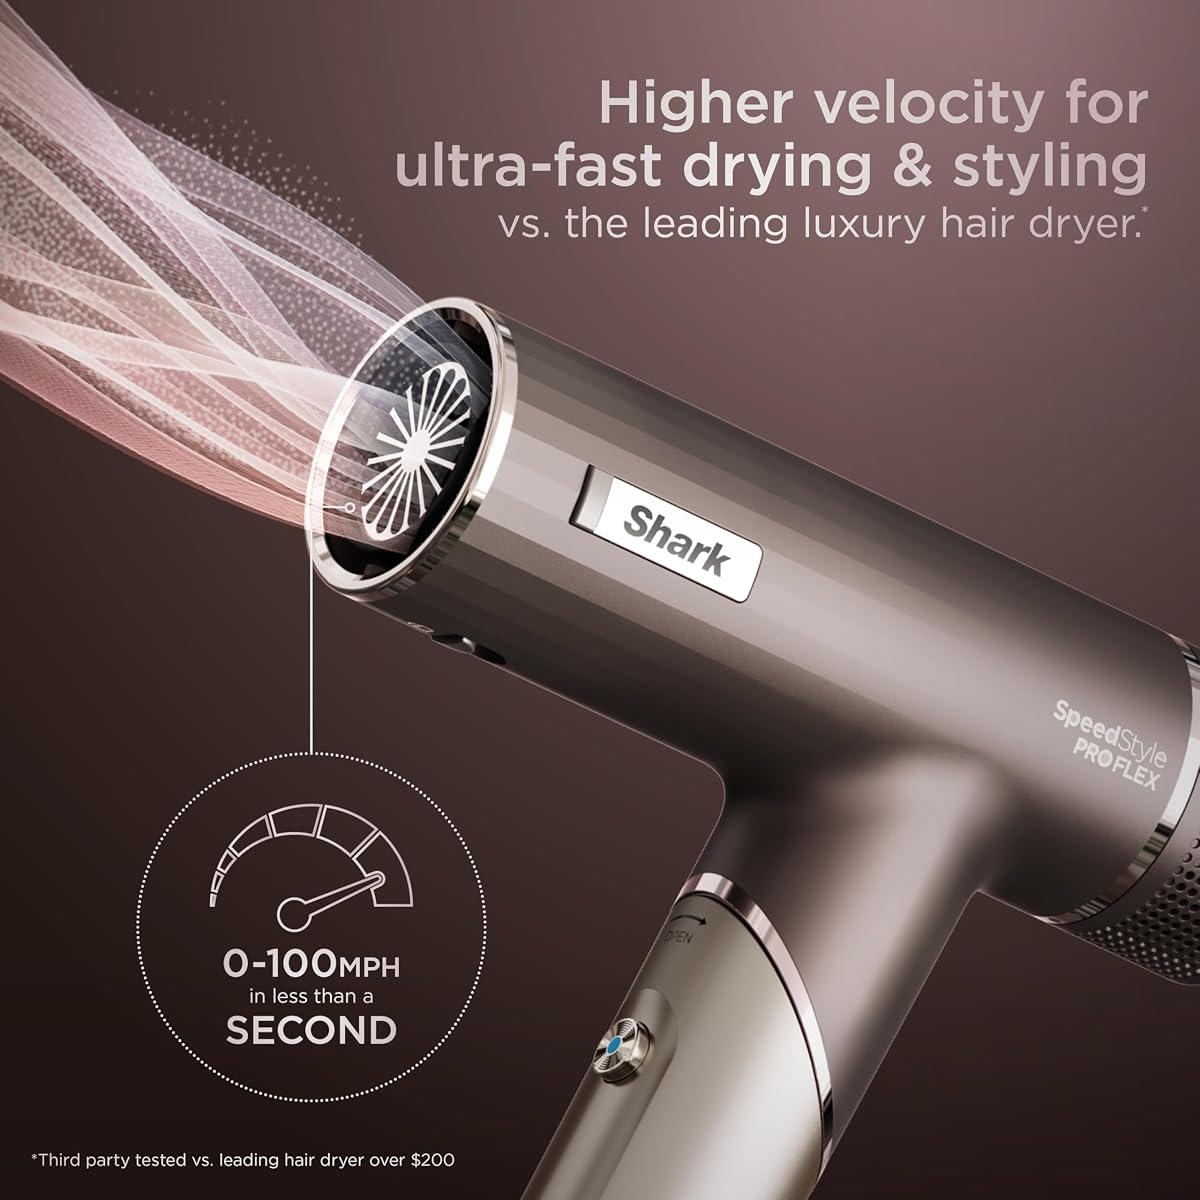 Higher velocity for
ultra-fast drying & styling
vs. the leading luxury hair dryer.*
Shark
SpeedStyle
PRO FLEX
OPEN
0-100MPH
in less than a
SECOND
*Third party tested vs. leading hair dryer over $200